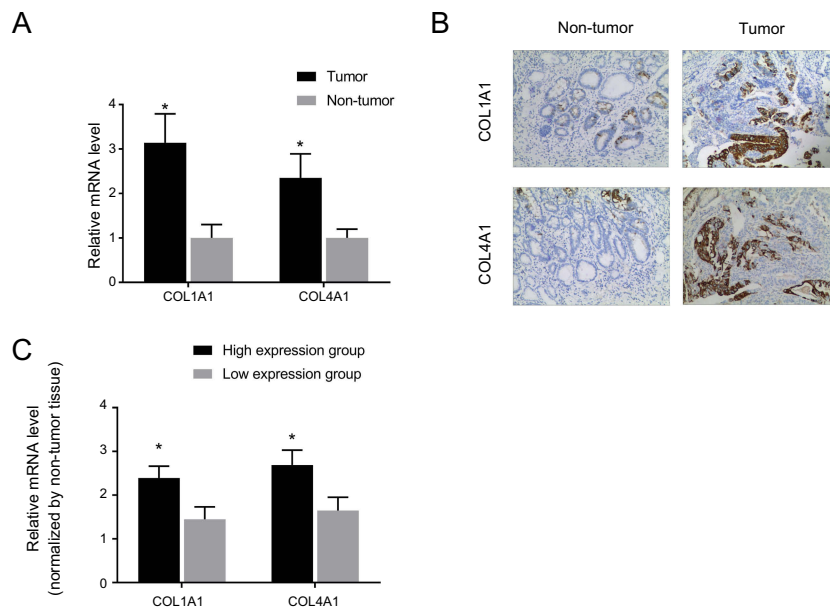 A
Tumor
Non-tumor
Relative mRNA level
4
3
2
1
0
*
*
COL1A1
COL4A1
B
Non-tumor
Tumor
COL1A1
COL4A1
C
High expression group
Low expression group
Relative mRNA level
(normalized by non-tumor tissue)
4
3
2
1
0
*
*
COL1A1
COL4A1